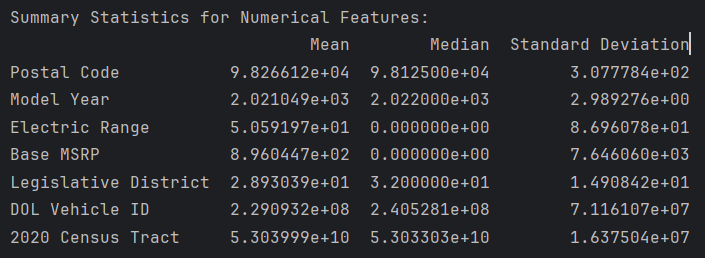 Summary Statistics for Numerical Features:
Mean Median Standard Deviation
Postal Code 9.826612e+04 9.812500e+04 3.077784e+02
Model Year 2.021049e+03 2.022000e+03 2.989276e+00
Electric Range 5.059197e+01 0.000000e+00 8.696078e+01
Base MSRP 8.960447e+02 0.000000e+00 7.646060e+03
Legislative District 2.893039e+01 3.200000e+01 1.490842e+01
DOL Vehicle ID 2.290932e+08 2.405281e+08 7.116107e+07
2020 Census Tract 5.303999e+10 5.303303e+10 1.637504e+07